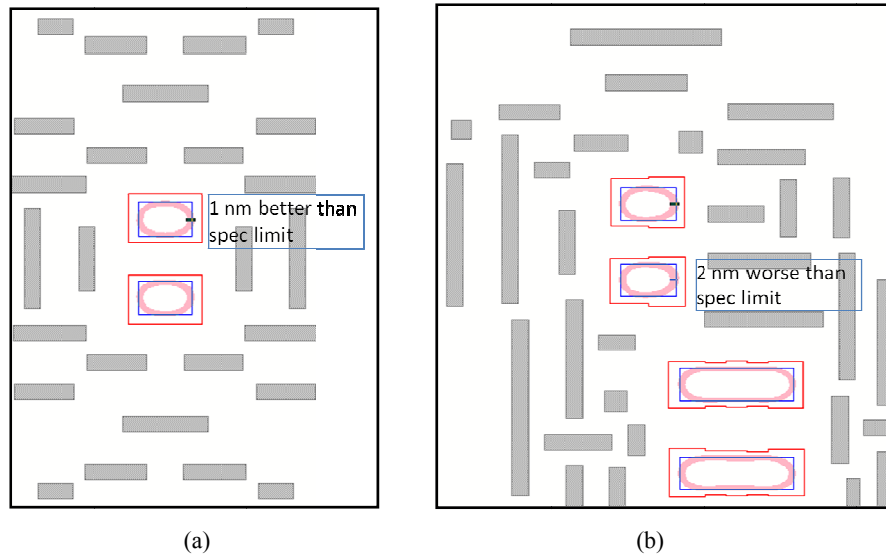 1 nm better than
spec limit
2 nm worse than
spec limit
(a)
(b)